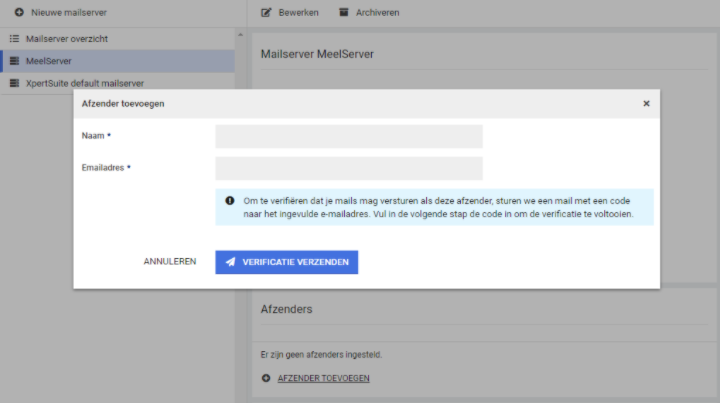 Nieuwe mailserver
Bewerken Archiveren
Mailserver overzicht
MeelServer
XpertSuite default mailserver
Mailserver MeelServer
Afzender toevoegen ×
Naam •
Emailadres •
Om te verifiëren dat je mails mag versturen als deze afzender, sturen we een mail met een code
naar het ingevulde e-mailadres. Vul in de volgende stap de code in om de verificatie te voltooien.
ANNULEREN VERIFICATIE VERZENDEN
Afzenders
Er zijn geen afzenders ingesteld.
AFZENDER TOEVOEGEN